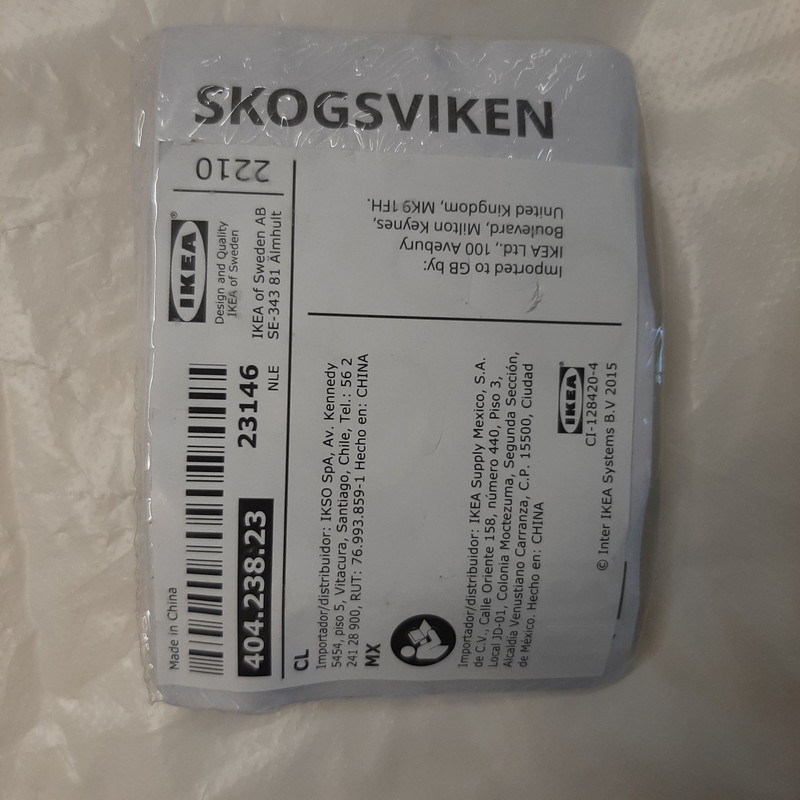 SKOGSVIKEN
2210
Imported to GB by:
IKEA Ltd., 100 Avebury
Boulevard, Milton Keynes,
United Kingdom, MK9 1FH.
IKEA®
Design and Quality
IKEA of Sweden
IKEA of Sweden AB
SE-343 81 Älmhult
Made in China
404.238.23
23146
NLE
CL
Importador/distribuidor: IKSO SpA, Av. Kennedy
5454, piso 5, Vitacura, Santiago, Chile, Tel.: 56 2
241 28 900, RUT: 76.993.859-1 Hecho en: CHINA
MX
Importador/distribuidor: IKEA Supply Mexico, S.A.
de C.V., Calle Oriente 158, número 440, Piso 3,
Local JD-01, Colonia Moctezuma, Segunda Sección,
Alcaldía Venustiano Carranza, C.P. 15500, Ciudad
de México. Hecho en: CHINA
IKEA
CI-128420-4
© Inter IKEA Systems B.V 2015